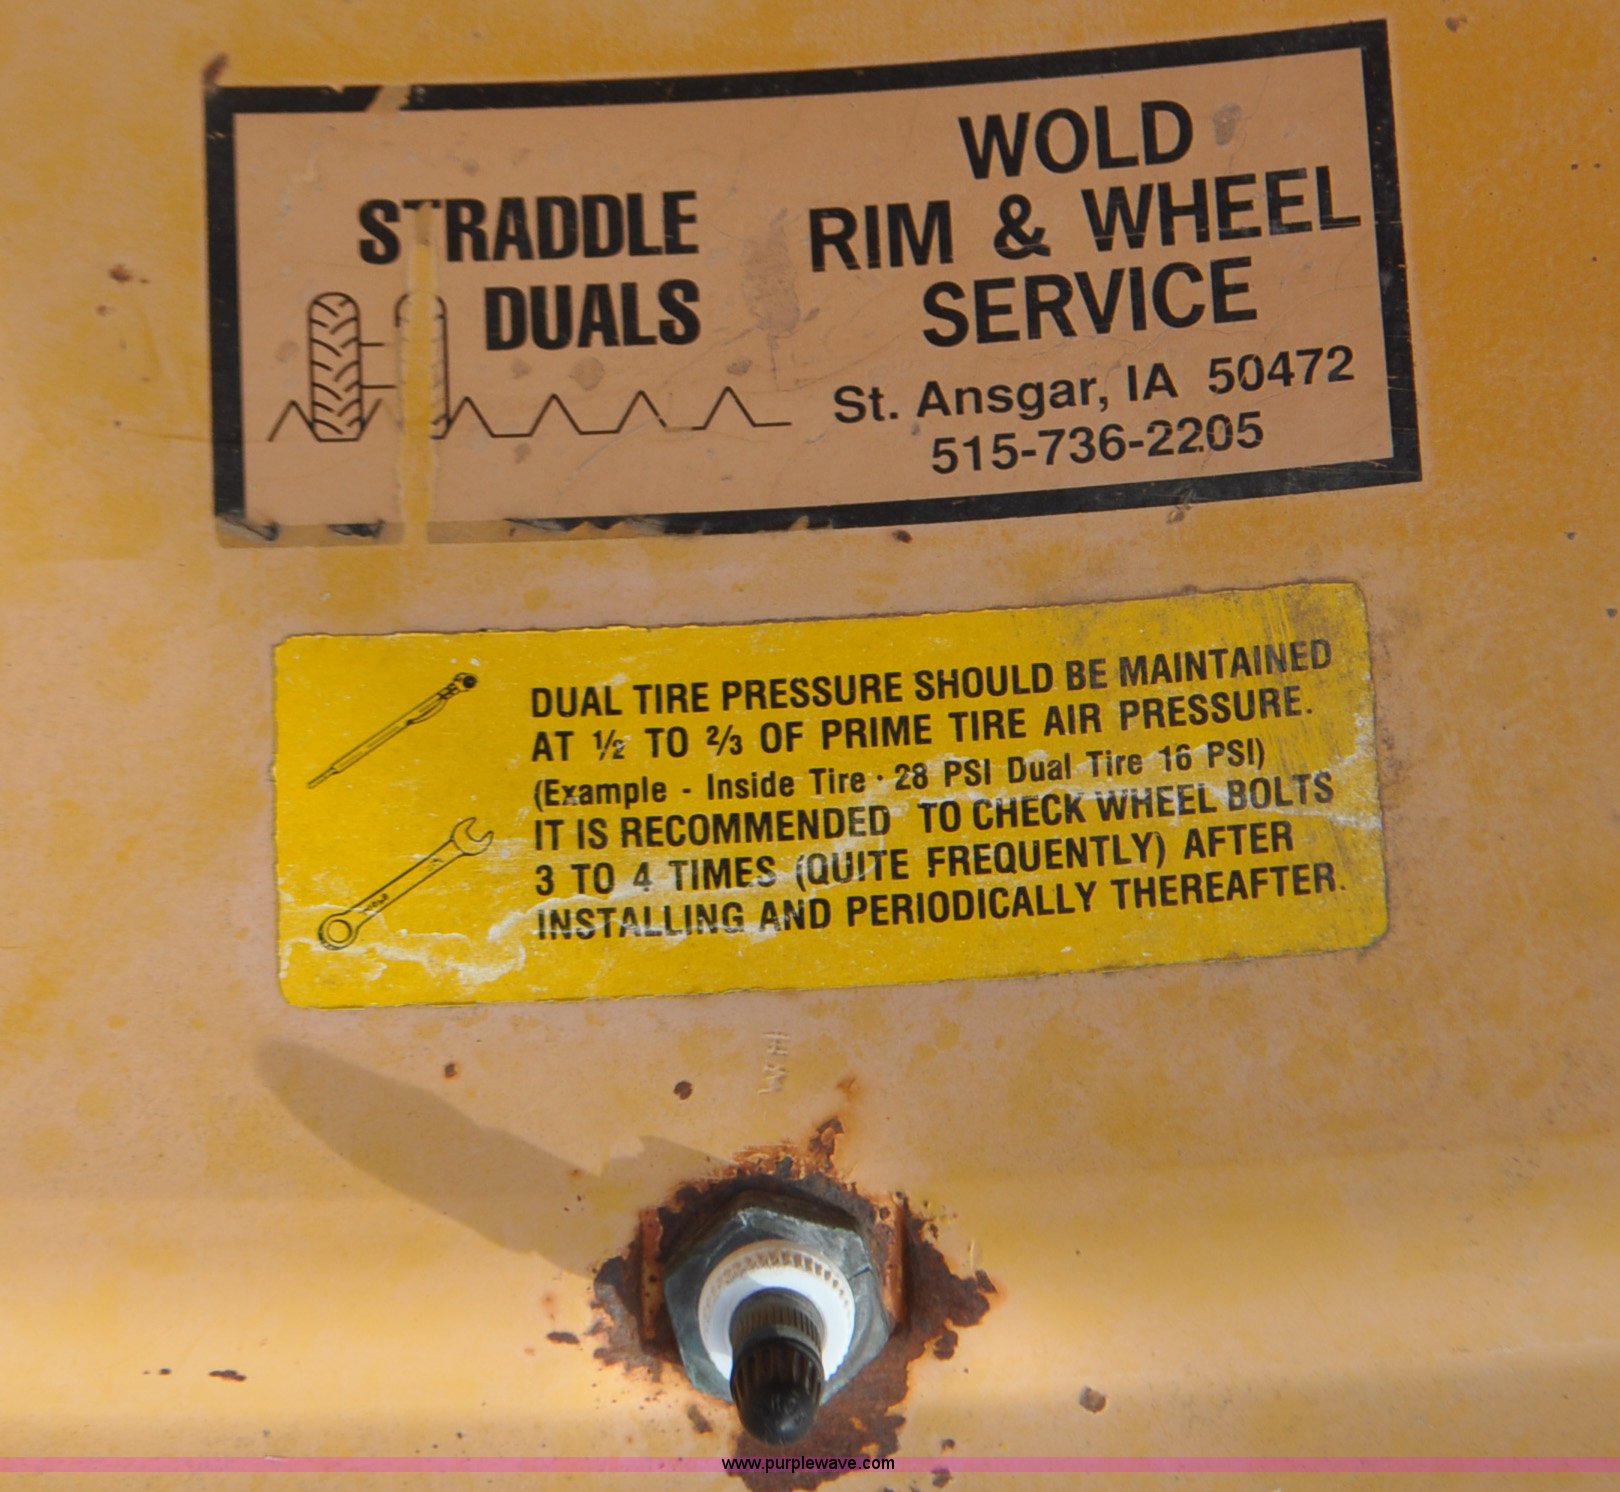 STRADDLE
DUALS
WOLD
RIM & WHEEL
SERVICE
St. Ansgar, IA 50472
515-736-2205
DUAL TIRE PRESSURE SHOULD BE MAINTAINED
AT ½ TO ⅔ OF PRIME TIRE AIR PRESSURE.
(Example - Inside Tire · 28 PSI Dual Tire 16 PSI)
IT IS RECOMMENDED TO CHECK WHEEL BOLTS
3 TO 4 TIMES (QUITE FREQUENTLY) AFTER
INSTALLING AND PERIODICALLY THEREAFTER.
www.purplewave.com